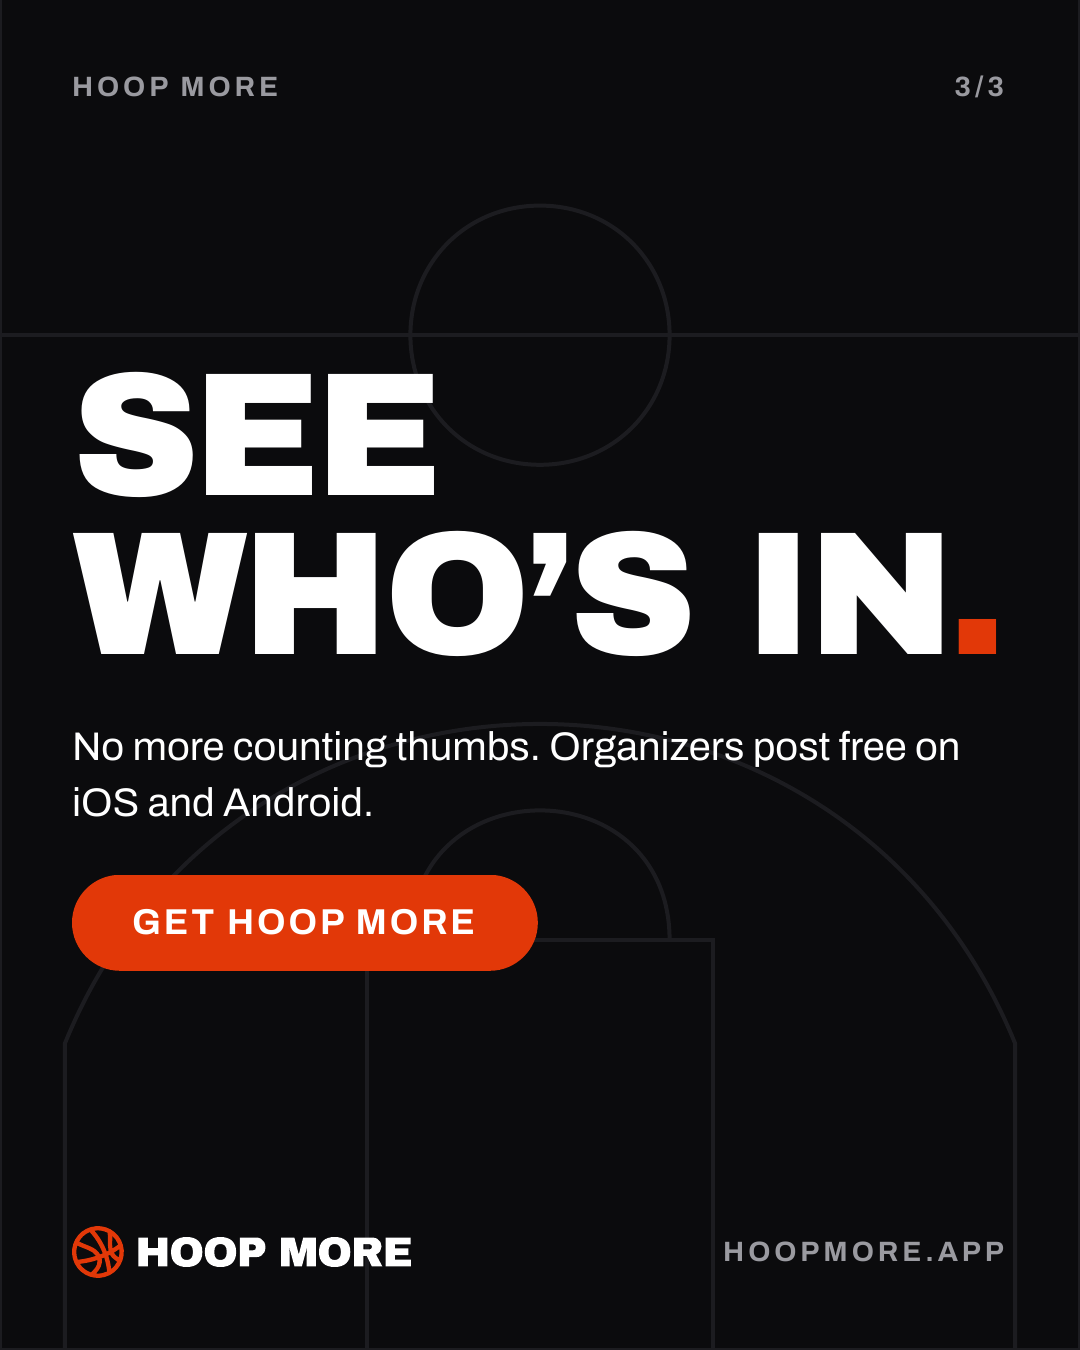 HOOP MORE
3/3
SEE
WHO’S IN.
No more counting thumbs. Organizers post free on
iOS and Android.
GET HOOP MORE
HOOP MORE
HOOPMORE.APP